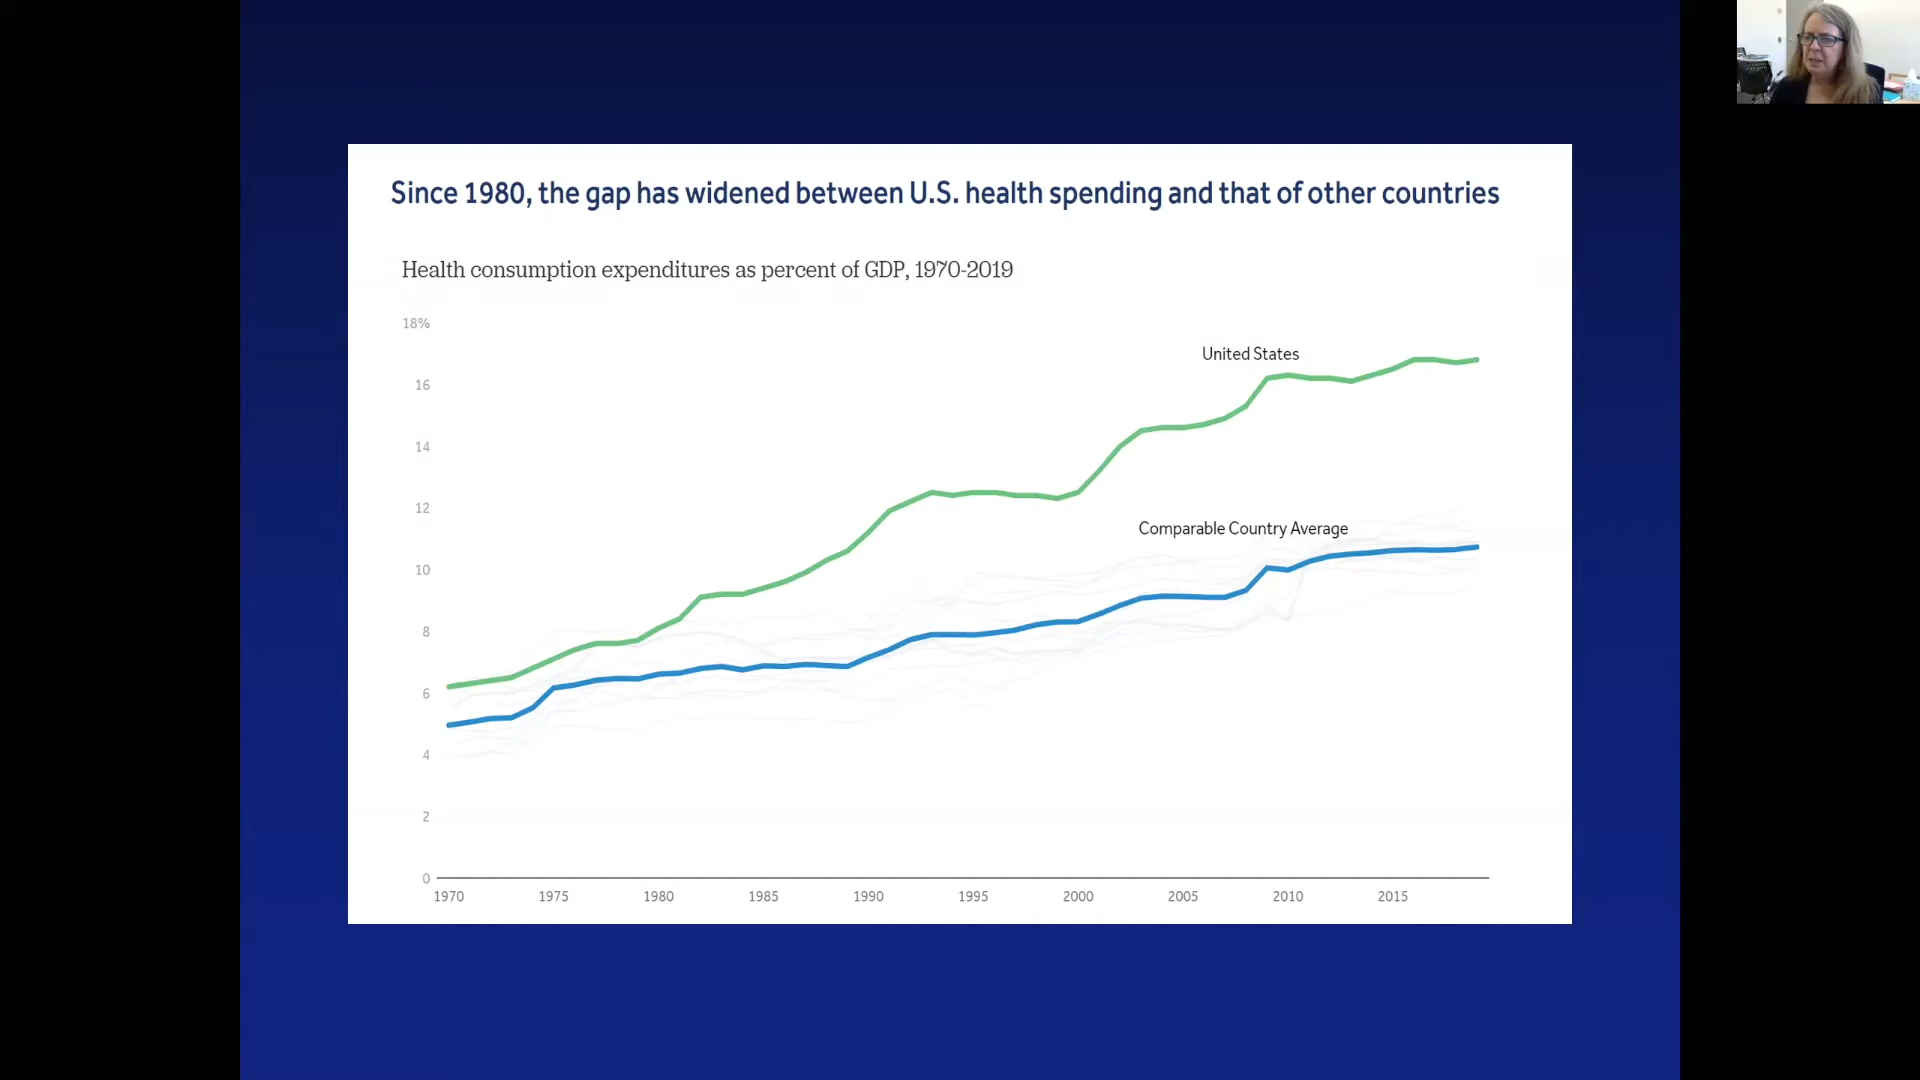 Since 1980, the gap has widened between U.S. health spending and that of other countries
Health consumption expenditures as percent of GDP, 1970-2019
18%
16
14
12
10
8
6
4
2
0
United States
Comparable Country Average
1970 1975 1980 1985 1990 1995 2000 2005 2010 2015